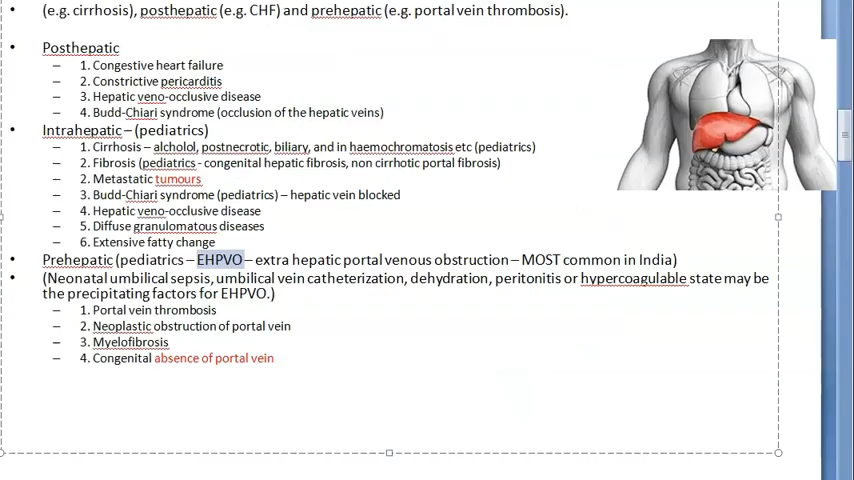 • (e.g. cirrhosis), posthepatic (e.g. CHF) and prehepatic (e.g. portal vein thrombosis).
• Posthepatic
– 1. Congestive heart failure
– 2. Constrictive pericarditis
– 3. Hepatic veno-occlusive disease
– 4. Budd-Chiari syndrome (occlusion of the hepatic veins)
• Intrahepatic – (pediatrics)
– 1. Cirrhosis – alcholol, postnecrotic, biliary, and in haemochromatosis etc (pediatrics)
– 2. Fibrosis (pediatrics - congenital hepatic fibrosis, non cirrhotic portal fibrosis)
– 2. Metastatic tumours
– 3. Budd-Chiari syndrome (pediatrics) – hepatic vein blocked
– 4. Hepatic veno-occlusive disease
– 5. Diffuse granulomatous diseases
– 6. Extensive fatty change
• Prehepatic (pediatrics – EHPVO – extra hepatic portal venous obstruction – MOST common in India)
• (Neonatal umbilical sepsis, umbilical vein catheterization, dehydration, peritonitis or hypercoagulable state may be
the precipitating factors for EHPVO.)
– 1. Portal vein thrombosis
– 2. Neoplastic obstruction of portal vein
– 3. Myelofibrosis
– 4. Congenital absence of portal vein